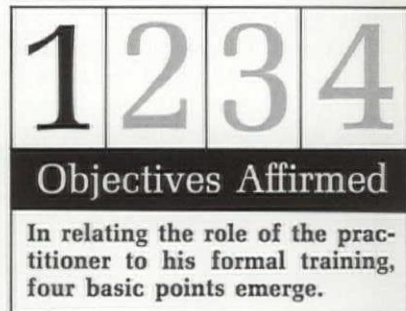 1 2 3 4
Objectives Affirmed
In relating the role of the prac-
titioner to his formal training,
four basic points emerge.